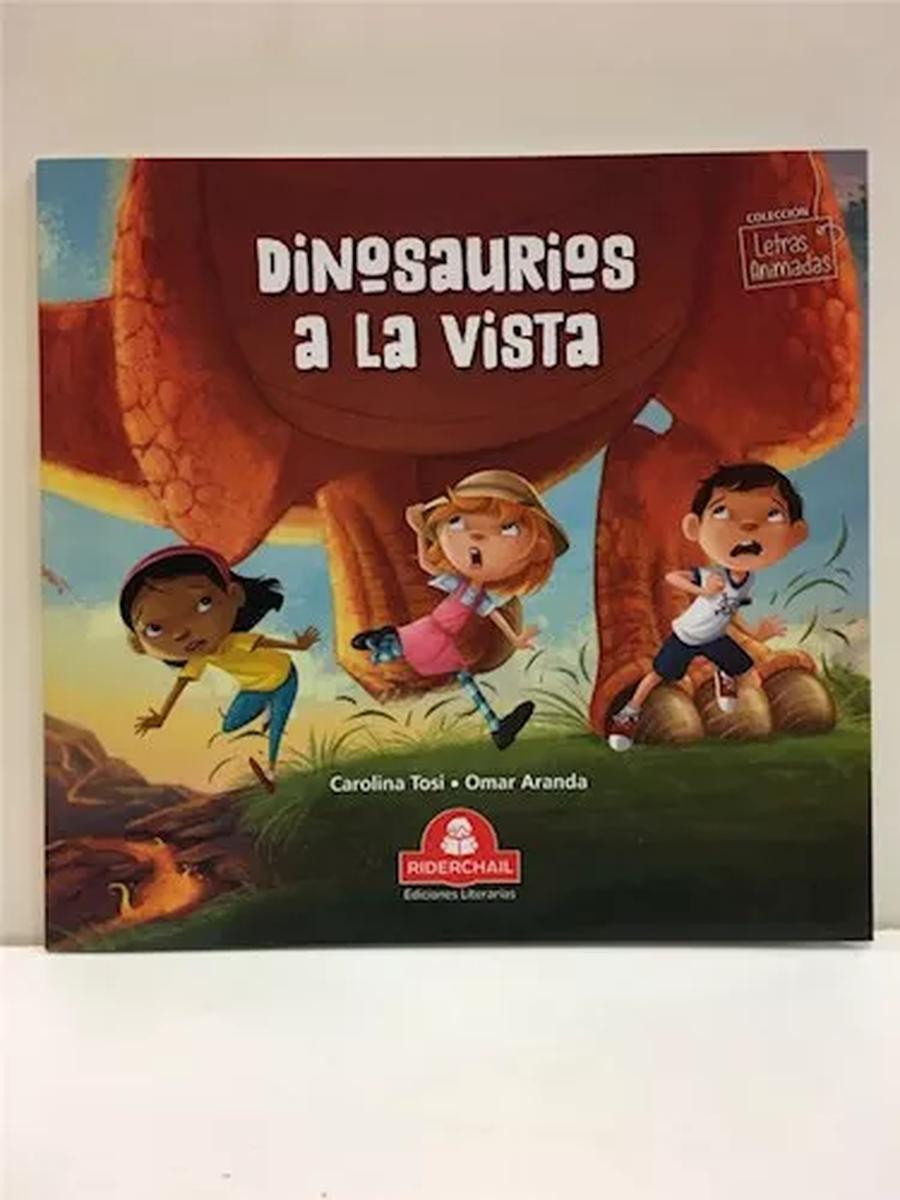 COLECCIÓN
Letras
Animadas
DINOSAURIOS
a La VISTa
Carolina Tosi • Omar Aranda
RIDERCHAIL
Ediciones Literarias